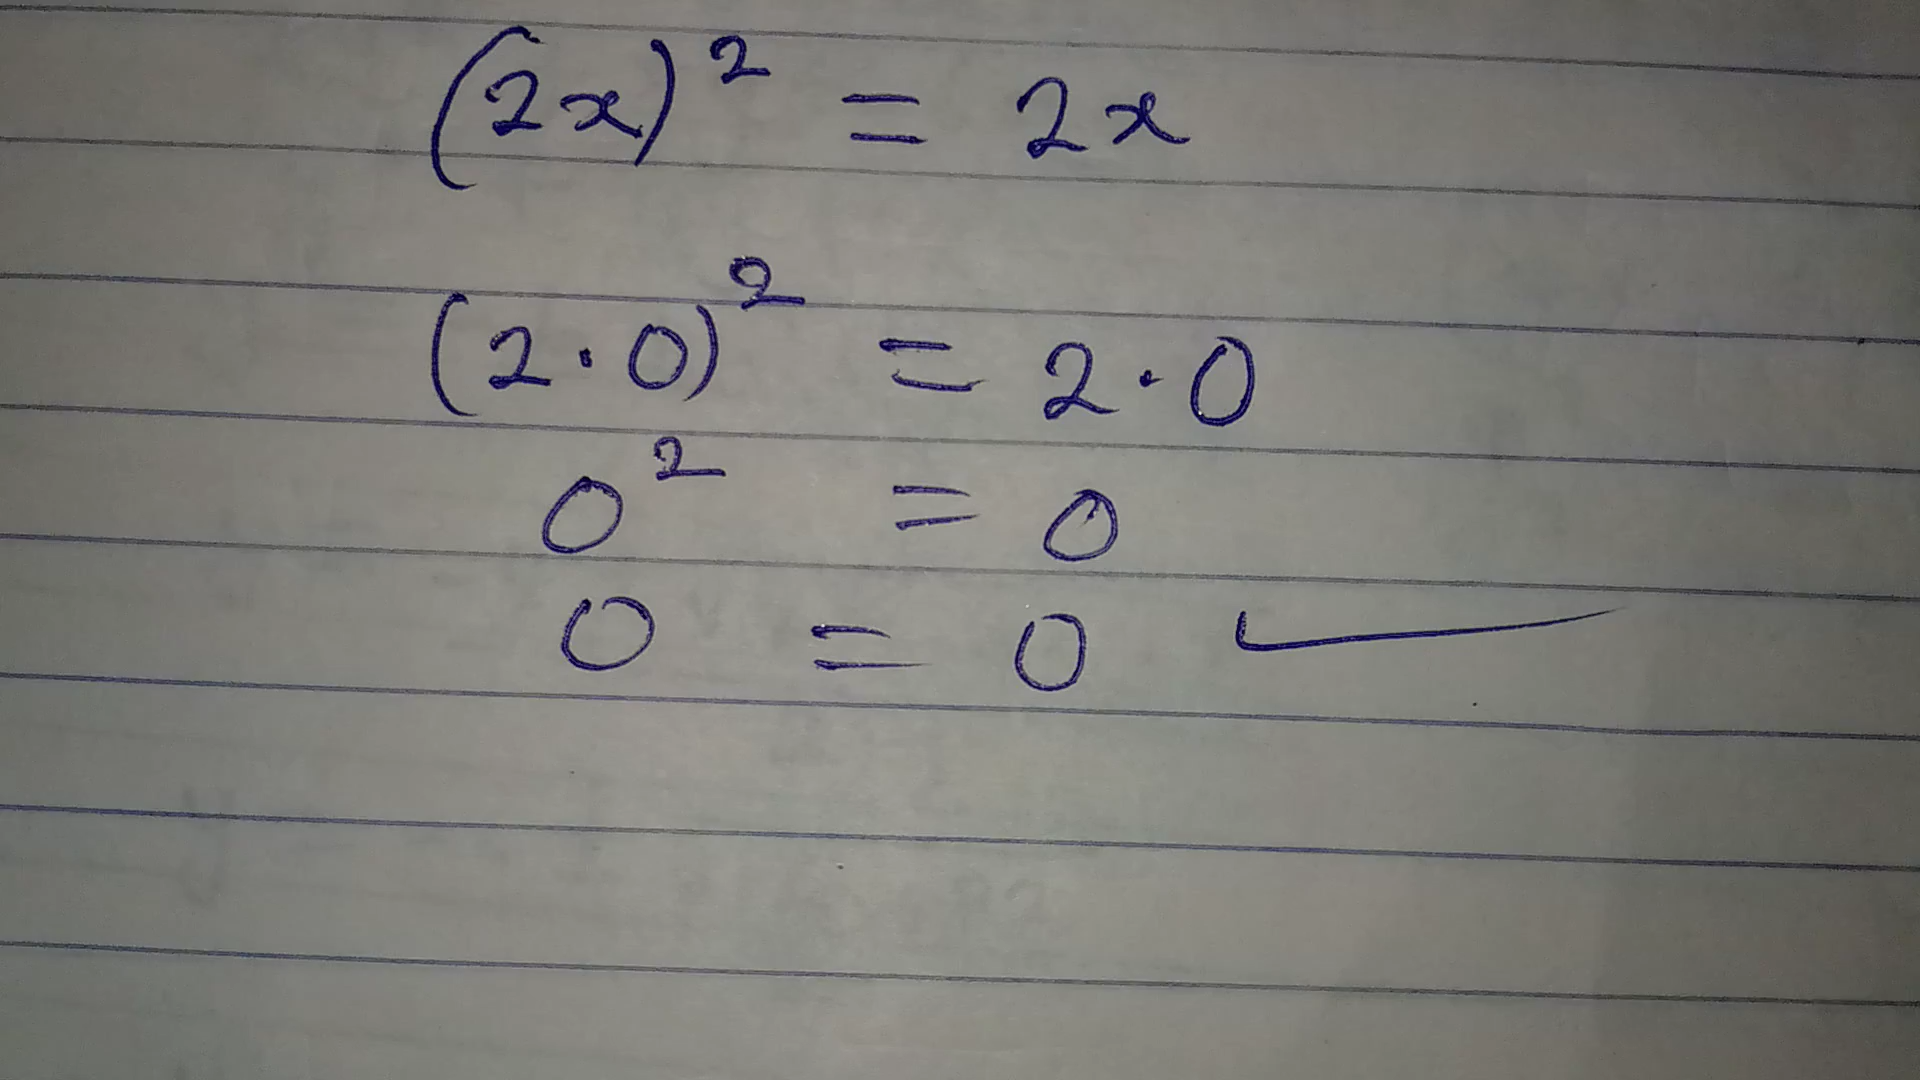 (2x)² = 2x
(2·0)² = 2·0
0² = 0
0 = 0 ✓